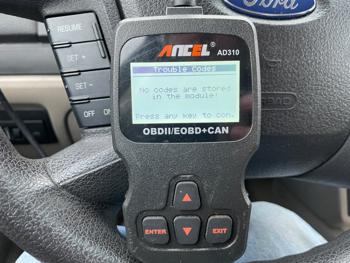 Ford
RESUME
SET +
SET -
OFF ON
ANCEL
AD310
Trouble Codes
No codes are stored
in the module!
Press any key to con.
OBDII/EOBD+CAN
ENTER
EXIT